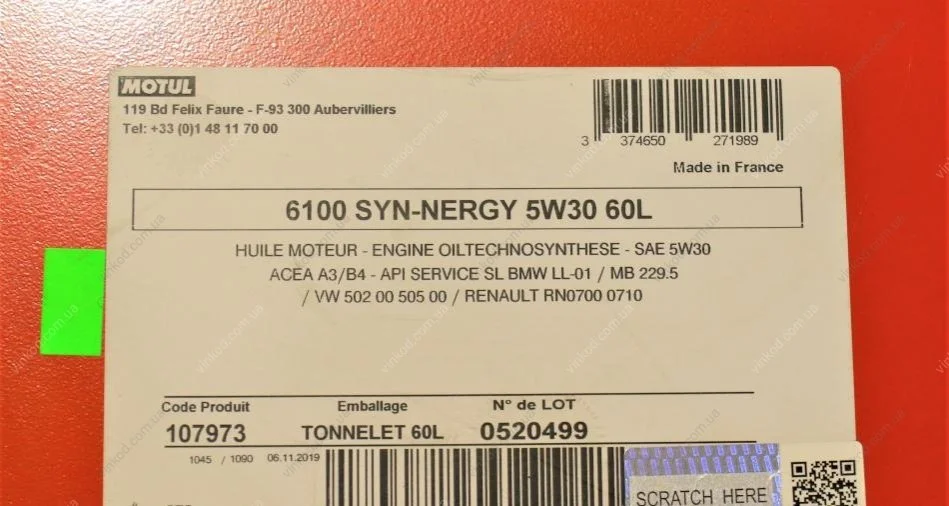 MOTUL
119 Bd Felix Faure - F-93 300 Aubervilliers
Tel: +33 (0)1 48 11 70 00
3 374650 271989
Made in France
6100 SYN-NERGY 5W30 60L
HUILE MOTEUR - ENGINE OILTECHNOSYNTHESE - SAE 5W30
ACEA A3/B4 - API SERVICE SL BMW LL-01 / MB 229.5
/ VW 502 00 505 00 / RENAULT RN0700 0710
Code Produit Emballage N° de LOT
107973 TONNELET 60L 0520499
1045 / 1090 06.11.2019
SCRATCH HERE
vinkod.com.ua